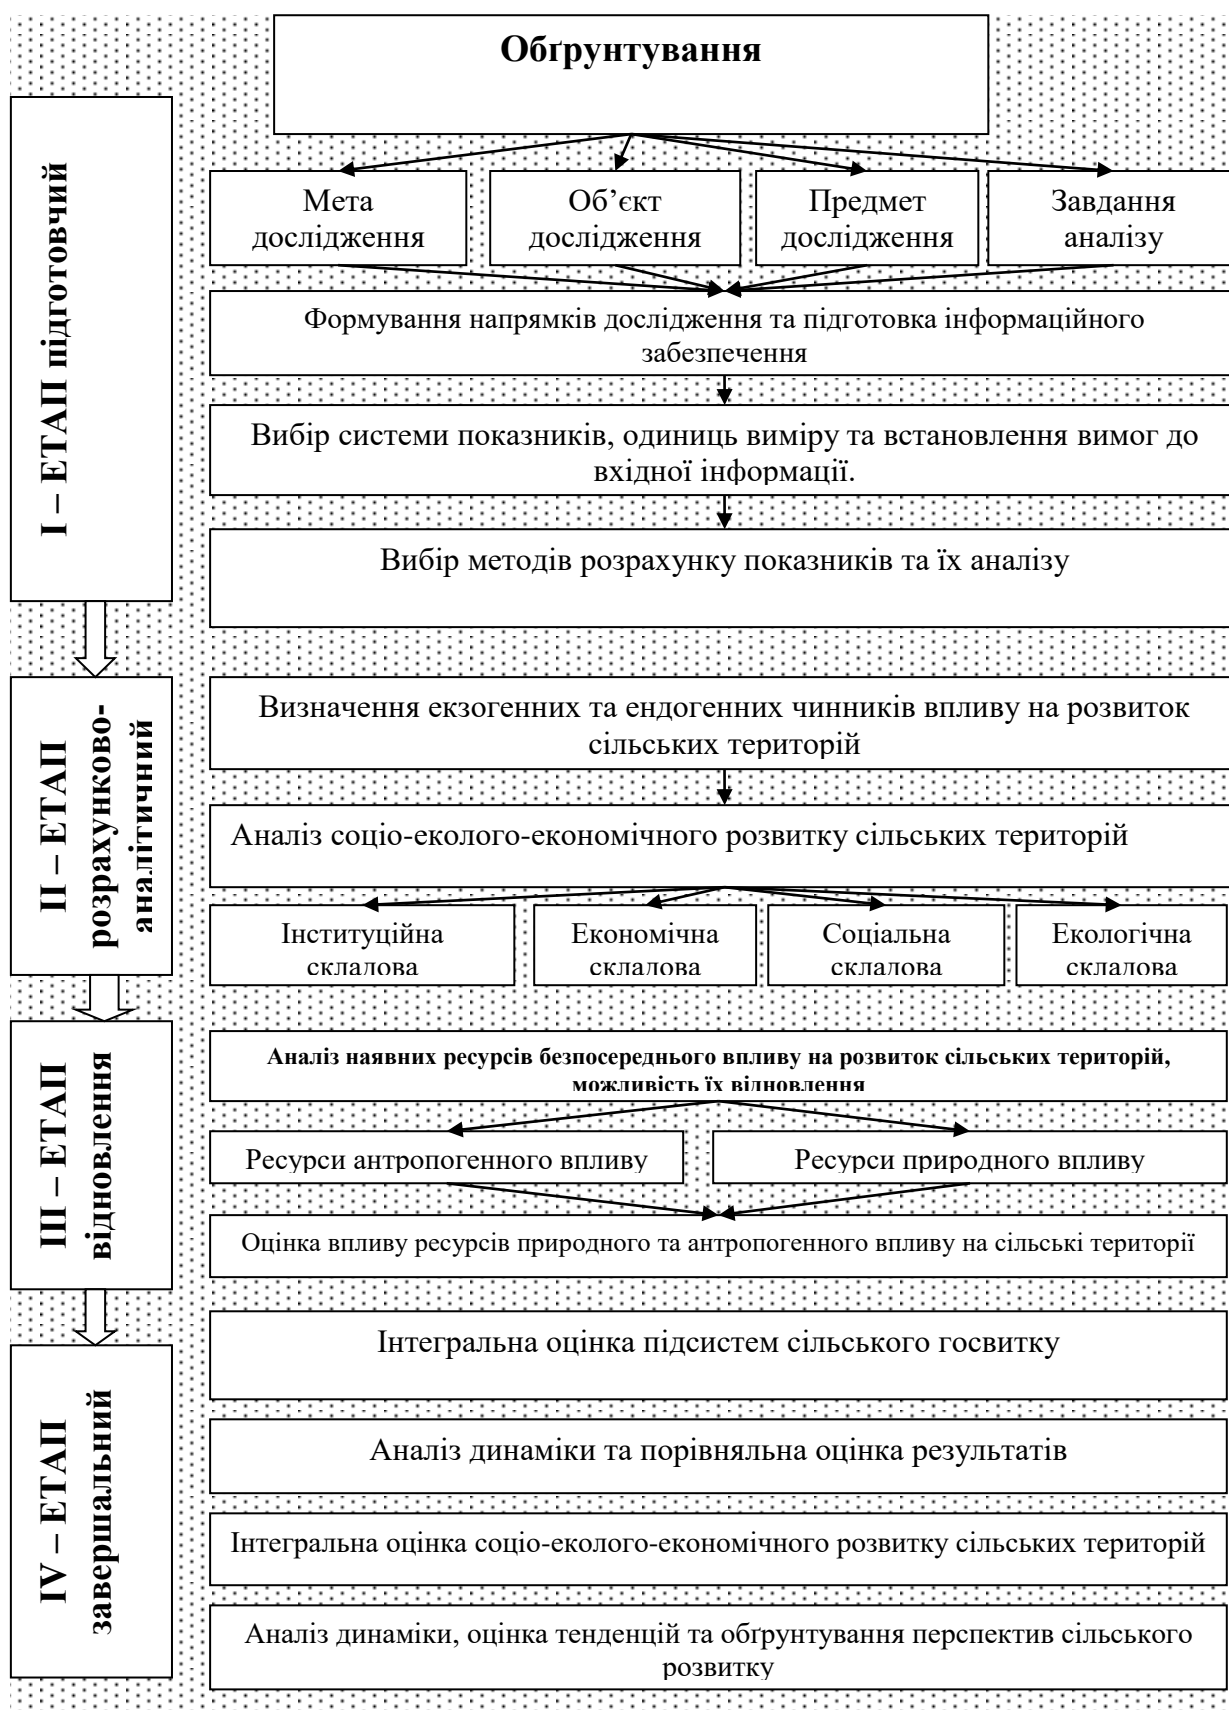 Обґрунтування
I – ЕТАП підготовчий
Мета
дослідження
Об’єкт
дослідження
Предмет
дослідження
Завдання
аналізу
Формування напрямків дослідження та підготовка інформаційного
забезпечення
Вибір системи показників, одиниць виміру та встановлення вимог до
вхідної інформації.
Вибір методів розрахунку показників та їх аналізу
II – ЕТАП
розрахунково-
аналітичний
Визначення екзогенних та ендогенних чинників впливу на розвиток
сільських територій
Аналіз соціо-еколого-економічного розвитку сільських територій
Інституційна
складова
Економічна
складова
Соціальна
складова
Екологічна
складова
III – ЕТАП
відновлення
Аналіз наявних ресурсів безпосереднього впливу на розвиток сільських територій,
можливість їх відновлення
Ресурси антропогенного впливу
Ресурси природного впливу
Оцінка впливу ресурсів природного та антропогенного впливу на сільські території
IV – ЕТАП
завершальний
Інтегральна оцінка підсистем сільського госвитку
Аналіз динаміки та порівняльна оцінка результатів
Інтегральна оцінка соціо-еколого-економічного розвитку сільських територій
Аналіз динаміки, оцінка тенденцій та обґрунтування перспектив сільського
розвитку